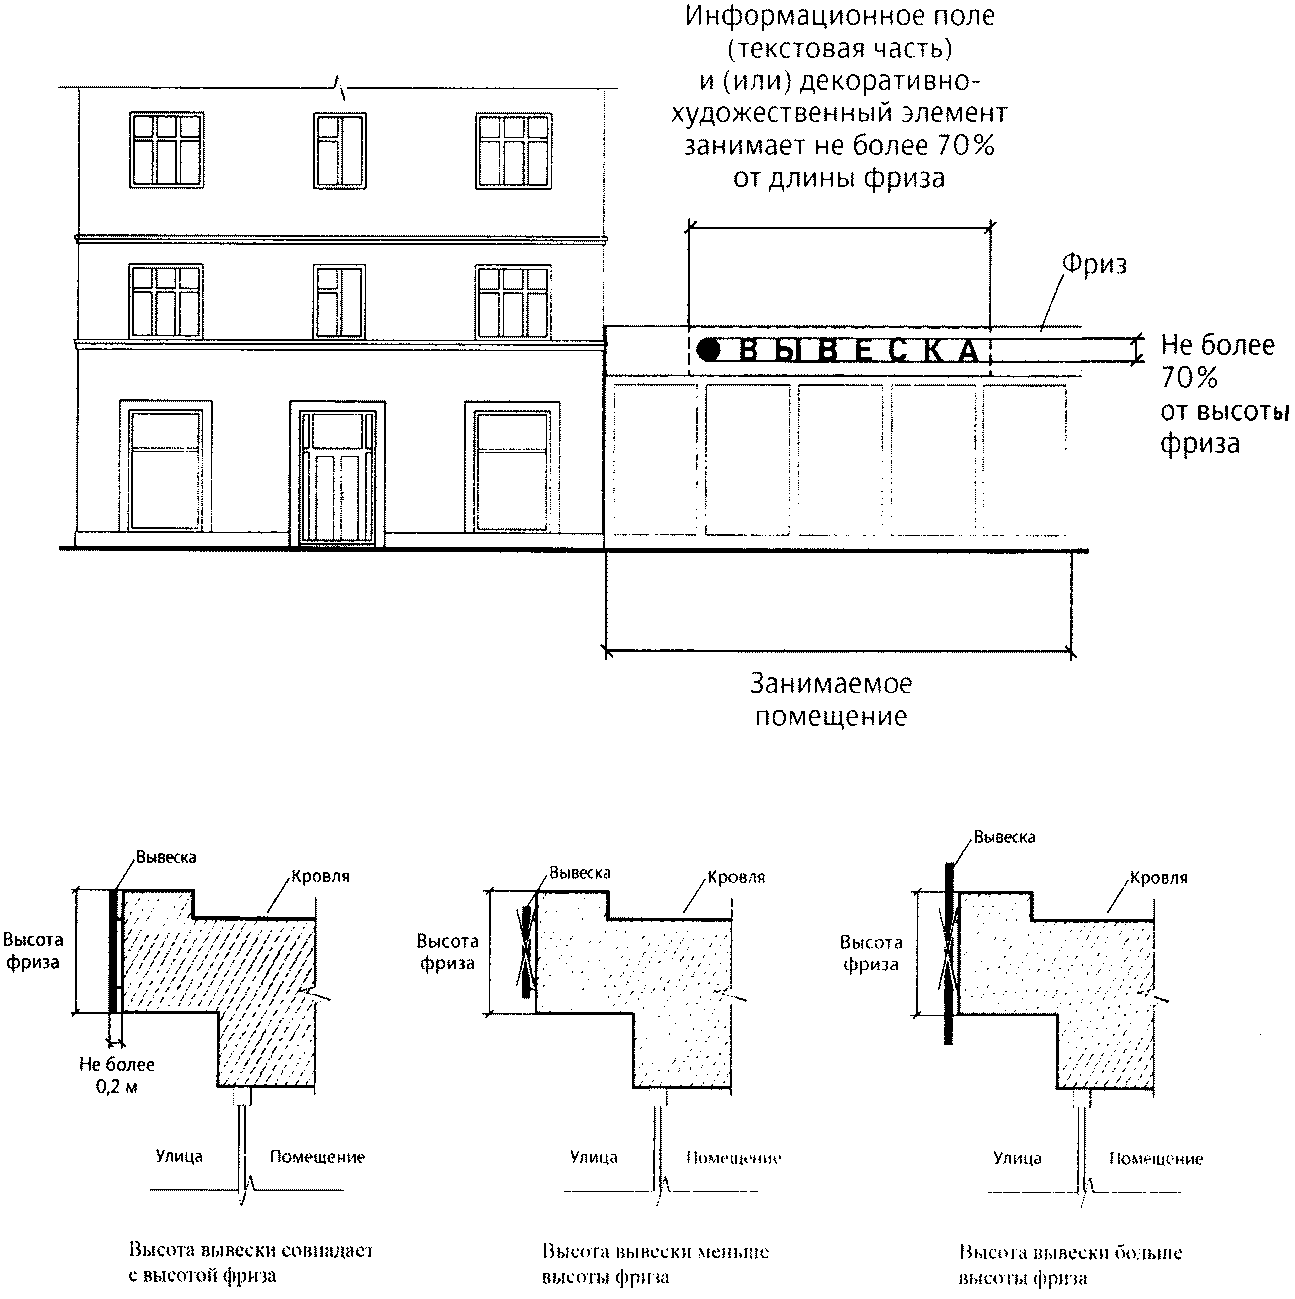 Информационное поле
(текстовая часть)
и (или) декоративно-
художественный элемент
занимает не более 70%
от длины фриза
Фриз
ВЫВЕСКА
Не более
70%
от высоты
фриза
Занимаемое
помещение
Вывеска
Кровля
Высота
фриза
Не более
0,2 м
Улица
Помещение
Высота вывески совпадает
с высотой фриза
Вывеска
Кровля
Высота
фриза
Улица
Помещение
Высота вывески меньше
высоты фриза
Вывеска
Кровля
Высота
фриза
Улица
Помещение
Высота вывески больше
высоты фриза